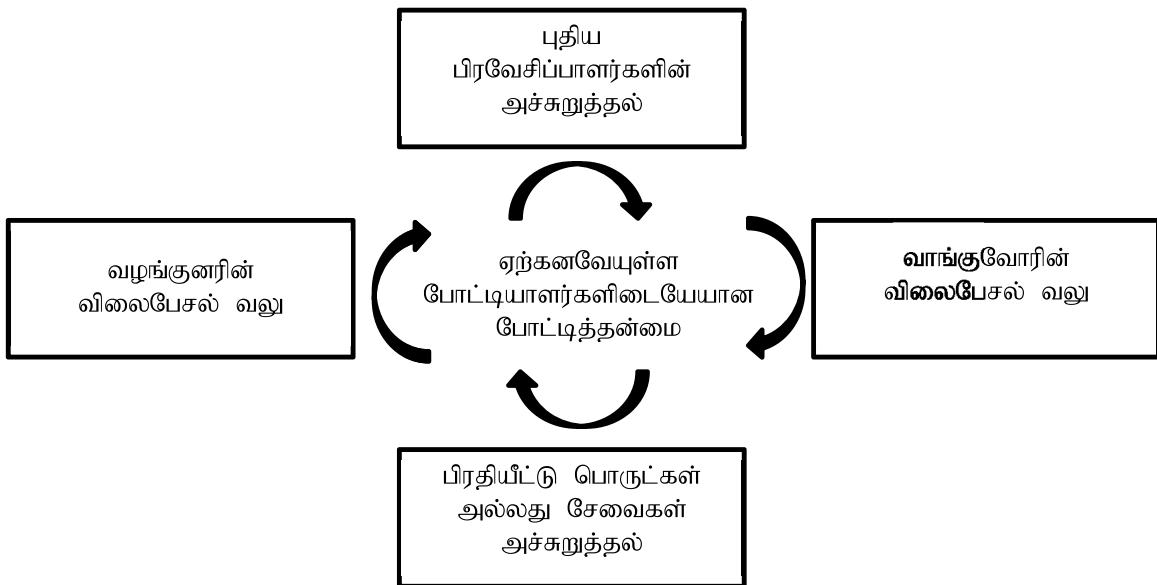 புதிய
பிரவேசிப்பாளர்களின்
அச்சுறுத்தல்
வழங்குனரின்
விலைபேசல் வலு
ஏற்கனவேயுள்ள
போட்டியாளர்களிடையேயான
போட்டித்தன்மை
வாங்குவோரின்
விலைபேசல் வலு
பிரதியீட்டு பொருட்கள்
அல்லது சேவைகள்
அச்சுறுத்தல்